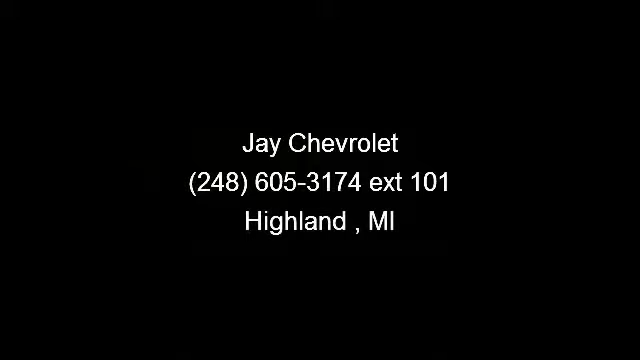 Jay Chevrolet
(248) 605-3174 ext 101
Highland , MI